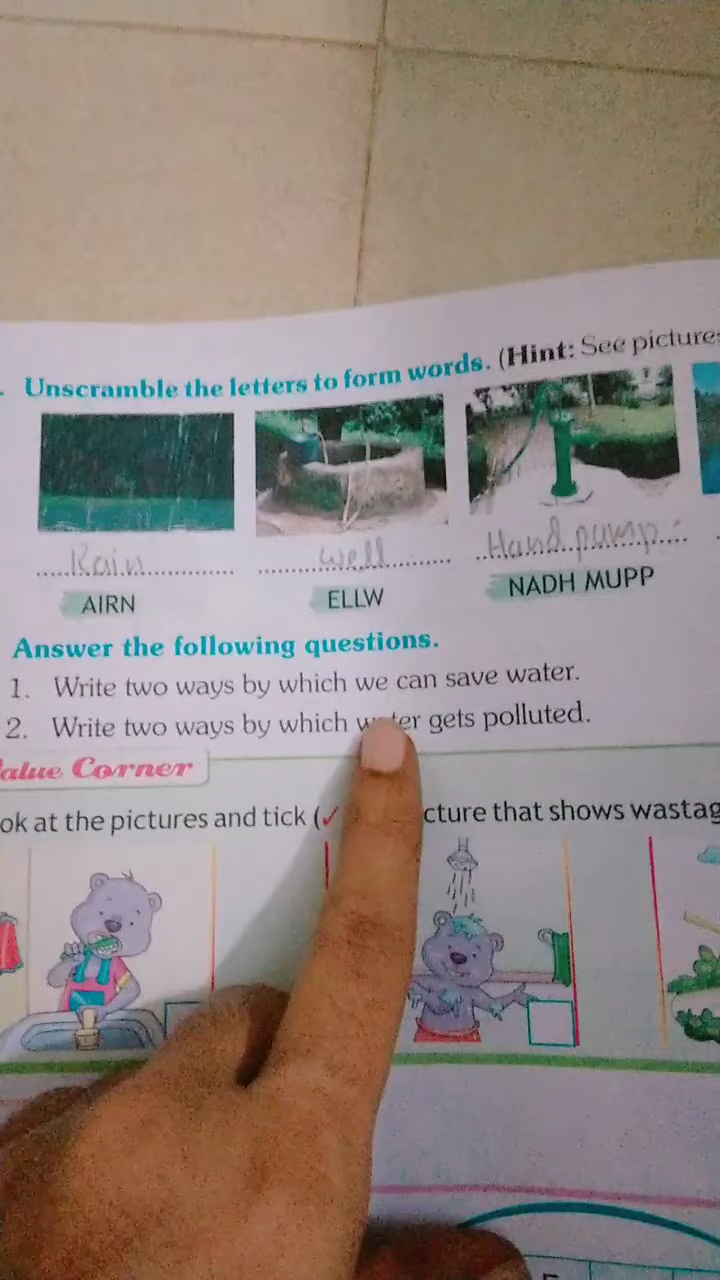 Unscramble the letters to form words. (Hint: See pictures
Rain
well
Hand pump
AIRN
ELLW
NADH MUPP
Answer the following questions.
1. Write two ways by which we can save water.
2. Write two ways by which water gets polluted.
alue Corner
ok at the pictures and tick (✓ cture that shows wastag